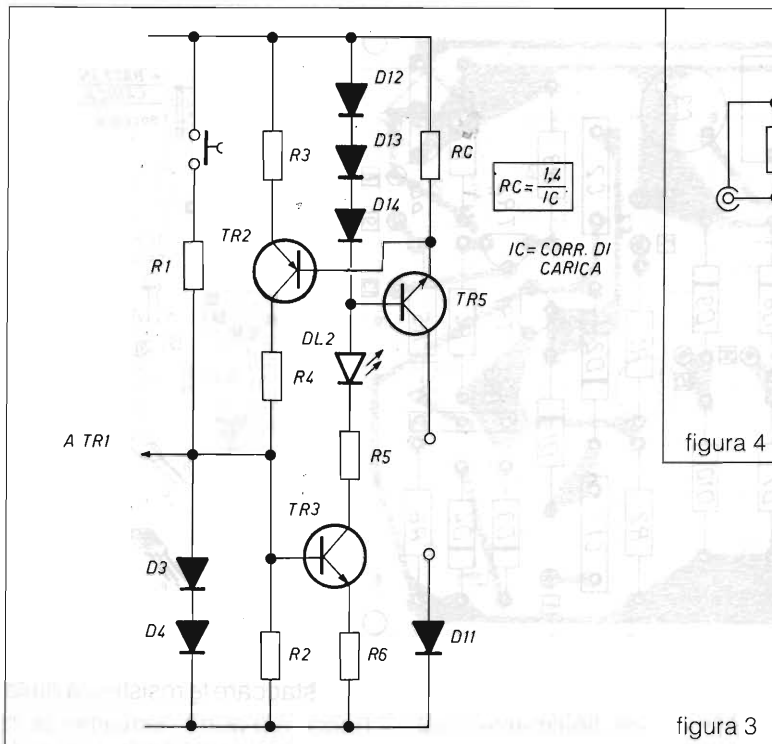 D12
R3
D13
RC
RC = 1,4 / IC
D14
TR2
IC = CORR. DI
CARICA
R1
TR5
DL2
R4
A TR1
R5
figura 4
TR3
D3
D4
R2
R6
D11
figura 3